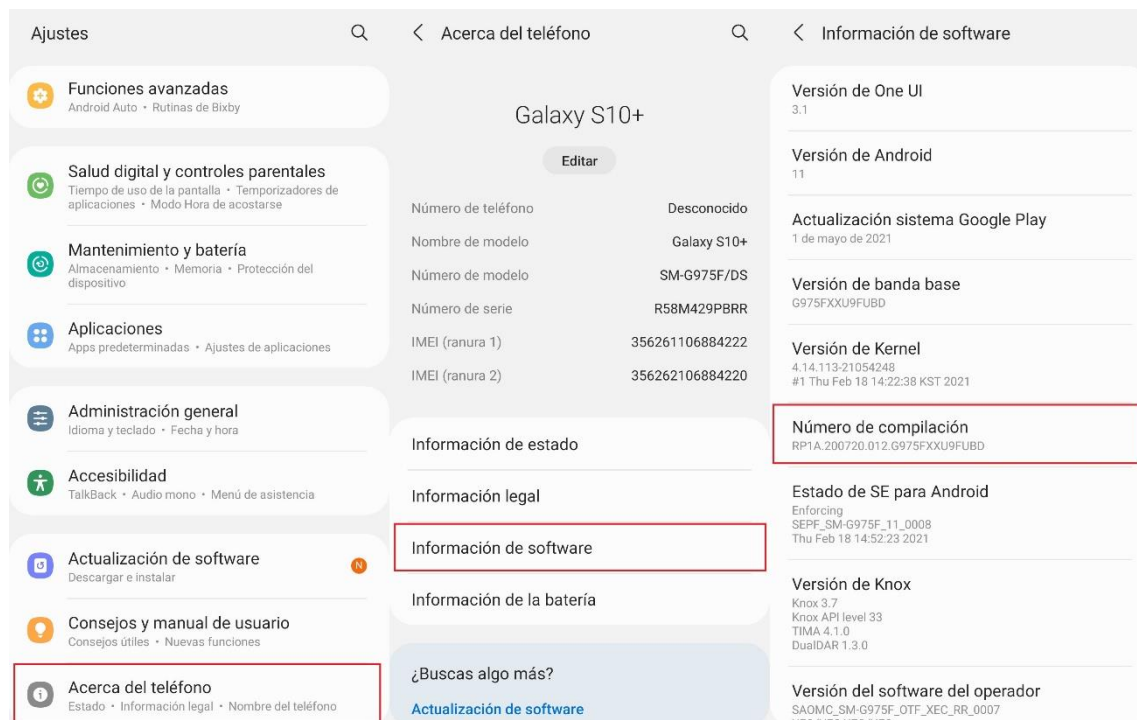 Ajustes
Funciones avanzadas
Android Auto • Rutinas de Bixby
Salud digital y controles parentales
Tiempo de uso de la pantalla • Temporizadores de
aplicaciones • Modo Hora de acostarse
Mantenimiento y batería
Almacenamiento • Memoria • Protección del
dispositivo
Aplicaciones
Apps predeterminadas • Ajustes de aplicaciones
Administración general
Idioma y teclado • Fecha y hora
Accesibilidad
TalkBack • Audio mono • Menú de asistencia
Actualización de software
Descargar e instalar
N
Consejos y manual de usuario
Consejos útiles • Nuevas funciones
Acerca del teléfono
Estado • Información legal • Nombre del teléfono
Acerca del teléfono
Galaxy S10+
Editar
Número de teléfono Desconocido
Nombre de modelo Galaxy S10+
Número de modelo SM-G975F/DS
Número de serie R58M429PBRR
IMEI (ranura 1) 356261106884222
IMEI (ranura 2) 356262106884220
Información de estado
Información legal
Información de software
Información de la batería
¿Buscas algo más?
Actualización de software
Información de software
Versión de One UI
3.1
Versión de Android
11
Actualización sistema Google Play
1 de mayo de 2021
Versión de banda base
G975FXXU9FUBD
Versión de Kernel
4.14.113-21054248
#1 Thu Feb 18 14:22:38 KST 2021
Número de compilación
RP1A.200720.012.G975FXXU9FUBD
Estado de SE para Android
Enforcing
SEPF_SM-G975F_11_0008
Thu Feb 18 14:52:23 2021
Versión de Knox
Knox 3.7
Knox API level 33
TIMA 4.1.0
DualDAR 1.3.0
Versión del software del operador
SAOMC_SM-G975F_OTF_XEC_RR_0007